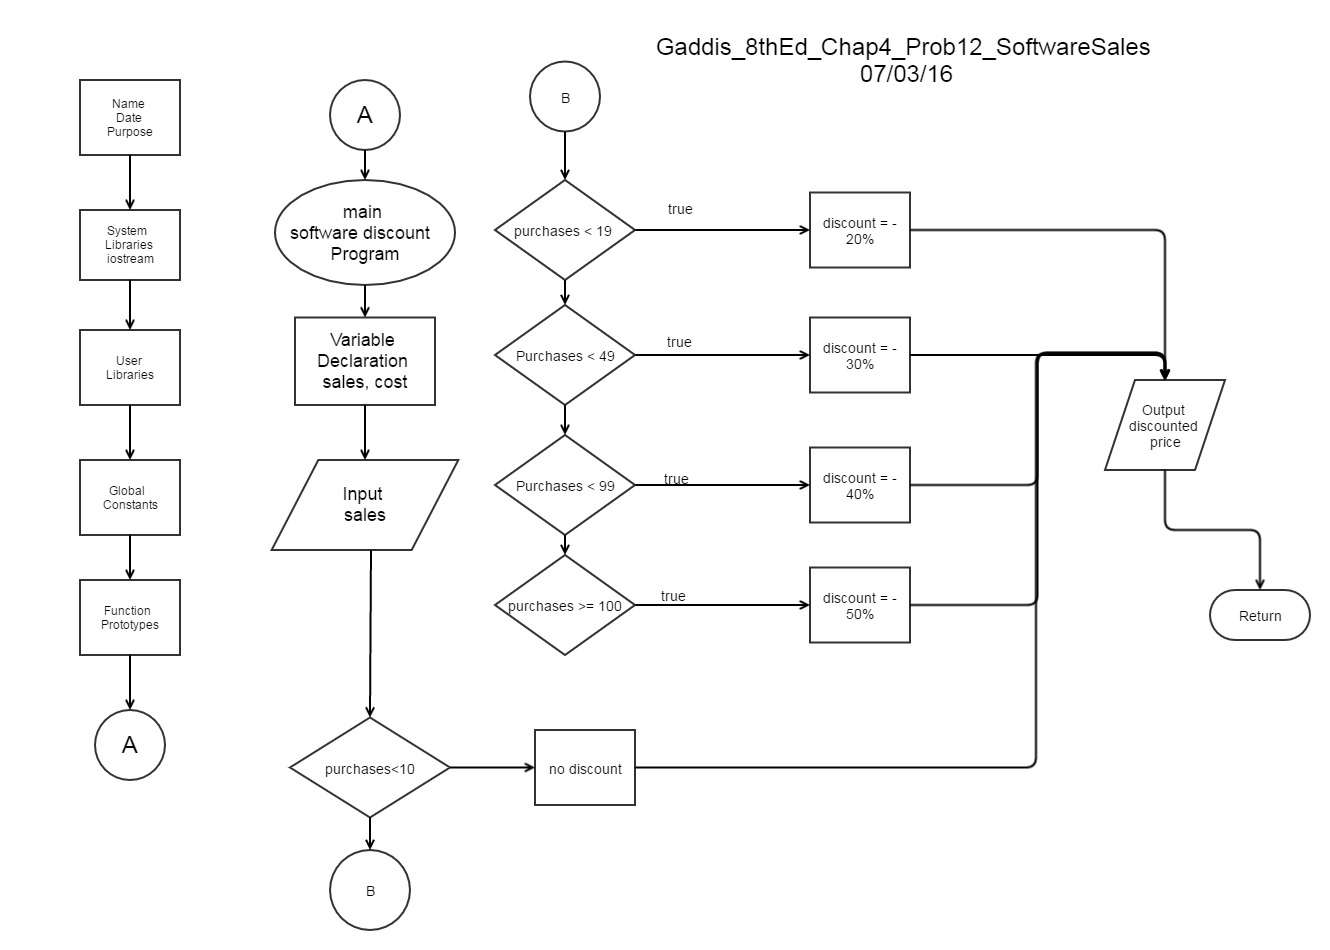 Gaddis_8thEd_Chap4_Prob12_SoftwareSales
07/03/16
Name
Date
Purpose
System
Libraries
iostream
User
Libraries
Global
Constants
Function
Prototypes
A
A
main
software discount
Program
Variable
Declaration
sales, cost
Input
sales
purchases<10
no discount
B
B
purchases < 19
true
discount = -
20%
Purchases < 49
true
discount = -
30%
Purchases < 99
true
discount = -
40%
purchases >= 100
true
discount = -
50%
Output
discounted
price
Return